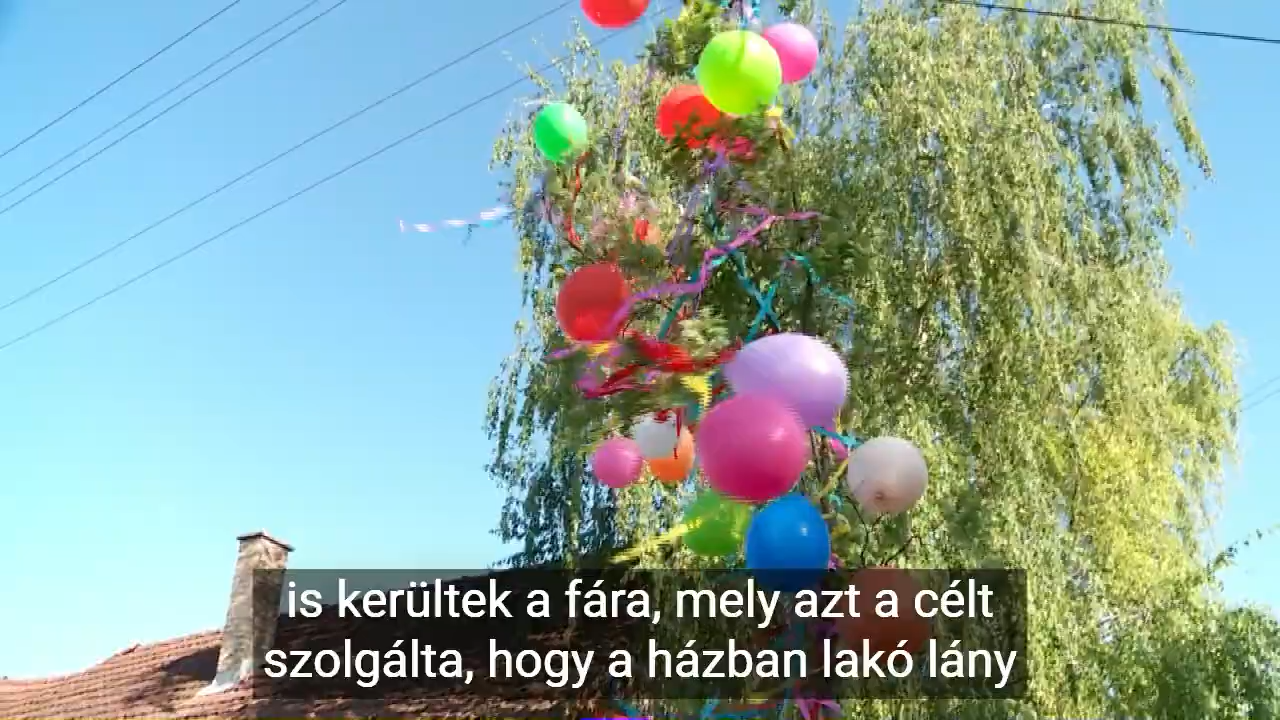 is kerültek a fára, mely azt a célt
szolgálta, hogy a házban lakó lány